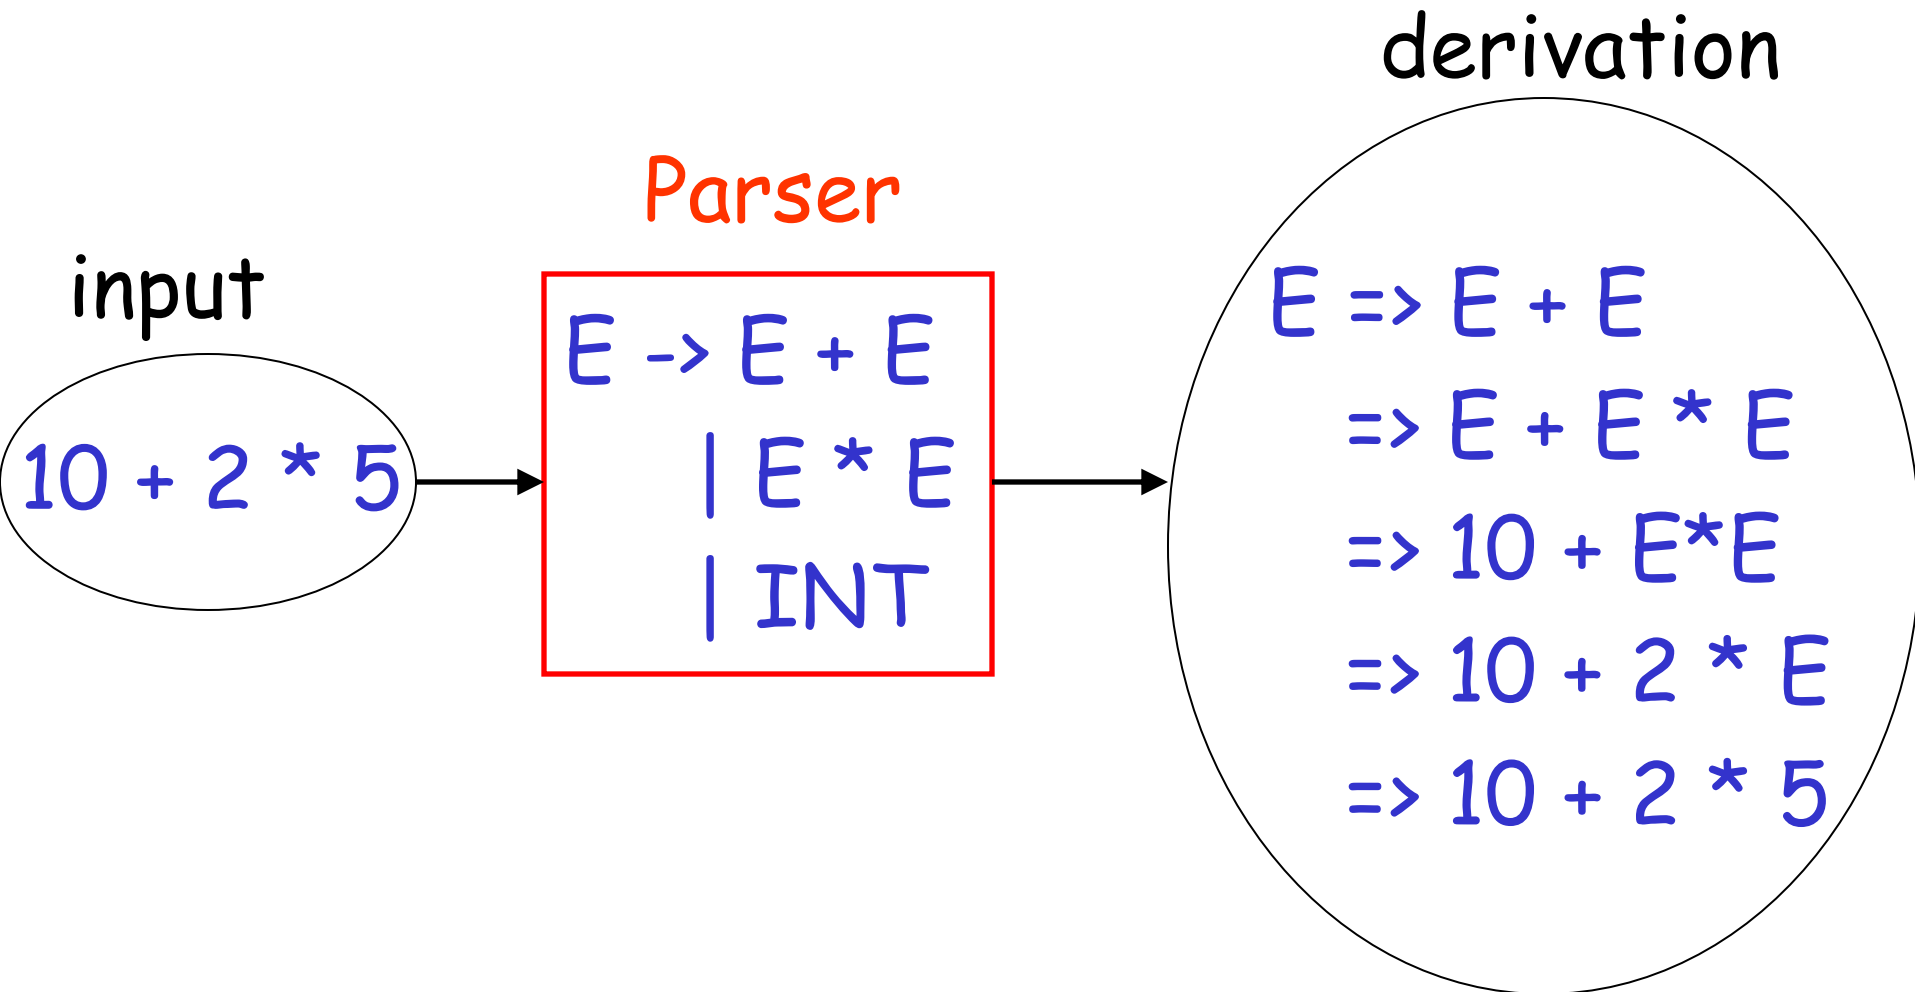 input
10 + 2 * 5
Parser
E -> E + E
| E * E
| INT
derivation
E => E + E
=> E + E * E
=> 10 + E*E
=> 10 + 2 * E
=> 10 + 2 * 5